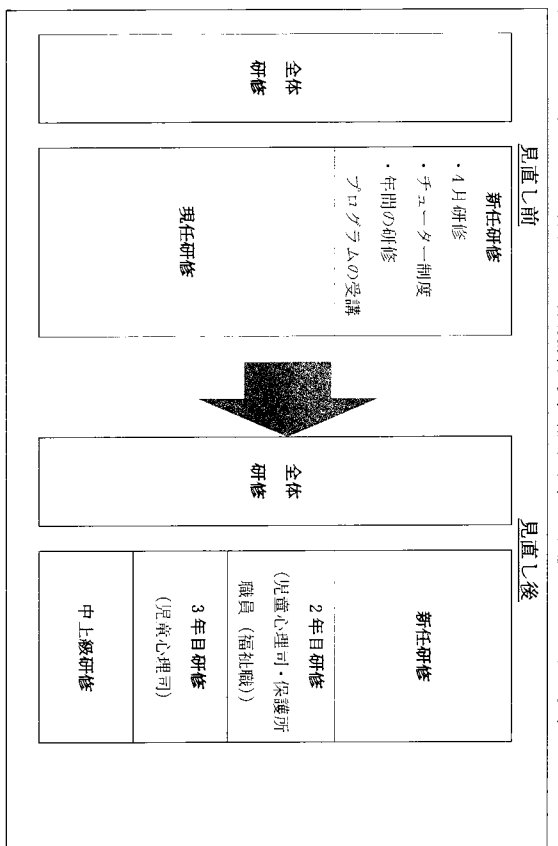 見直し前
全体
研修
新任研修
・4月研修
・チューター制度
・年間の研修
プログラムの受講
現任研修
見直し後
全体
研修
新任研修
2年目研修
(児童心理司・保護所
職員(福祉職))
3年目研修
(児童心理司)
中上級研修